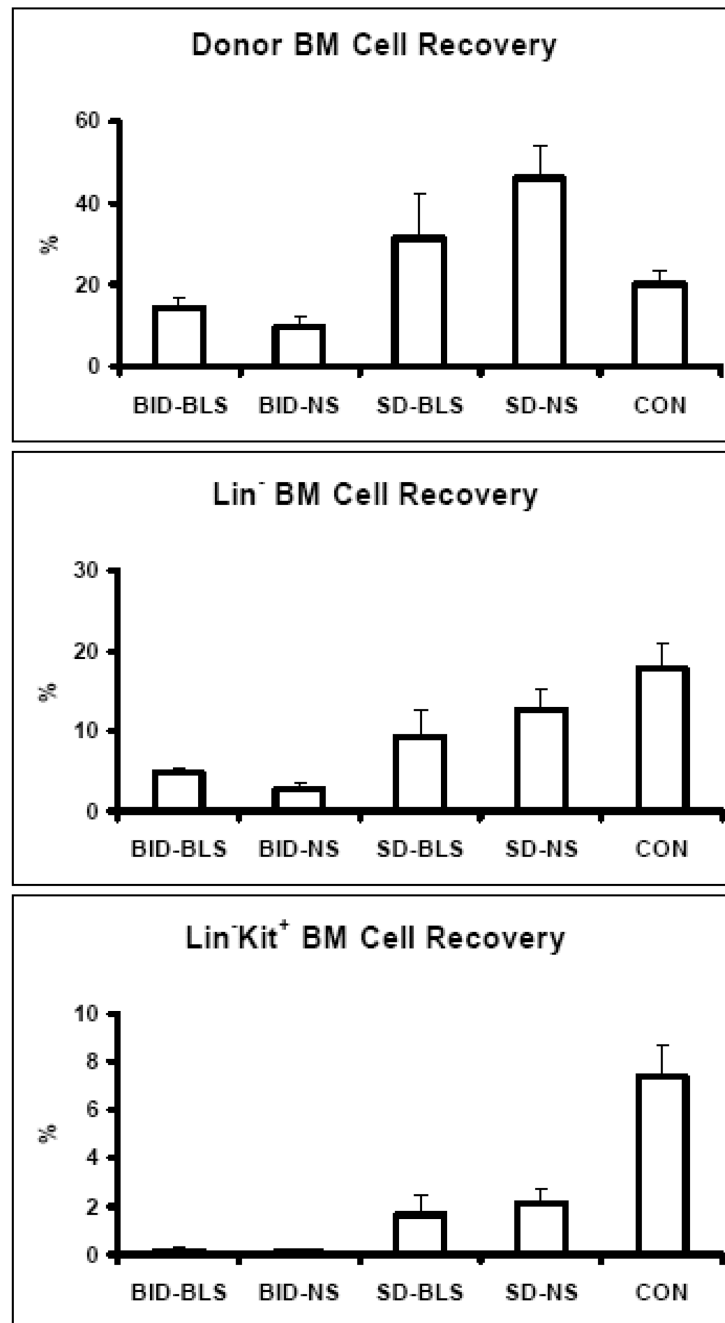 Donor BM Cell Recovery
60
40
20
0
%
BID-BLS BID-NS SD-BLS SD-NS CON
Lin⁻ BM Cell Recovery
30
20
10
0
%
BID-BLS BID-NS SD-BLS SD-NS CON
Lin⁻Kit⁺ BM Cell Recovery
10
8
6
4
2
0
%
BID-BLS BID-NS SD-BLS SD-NS CON